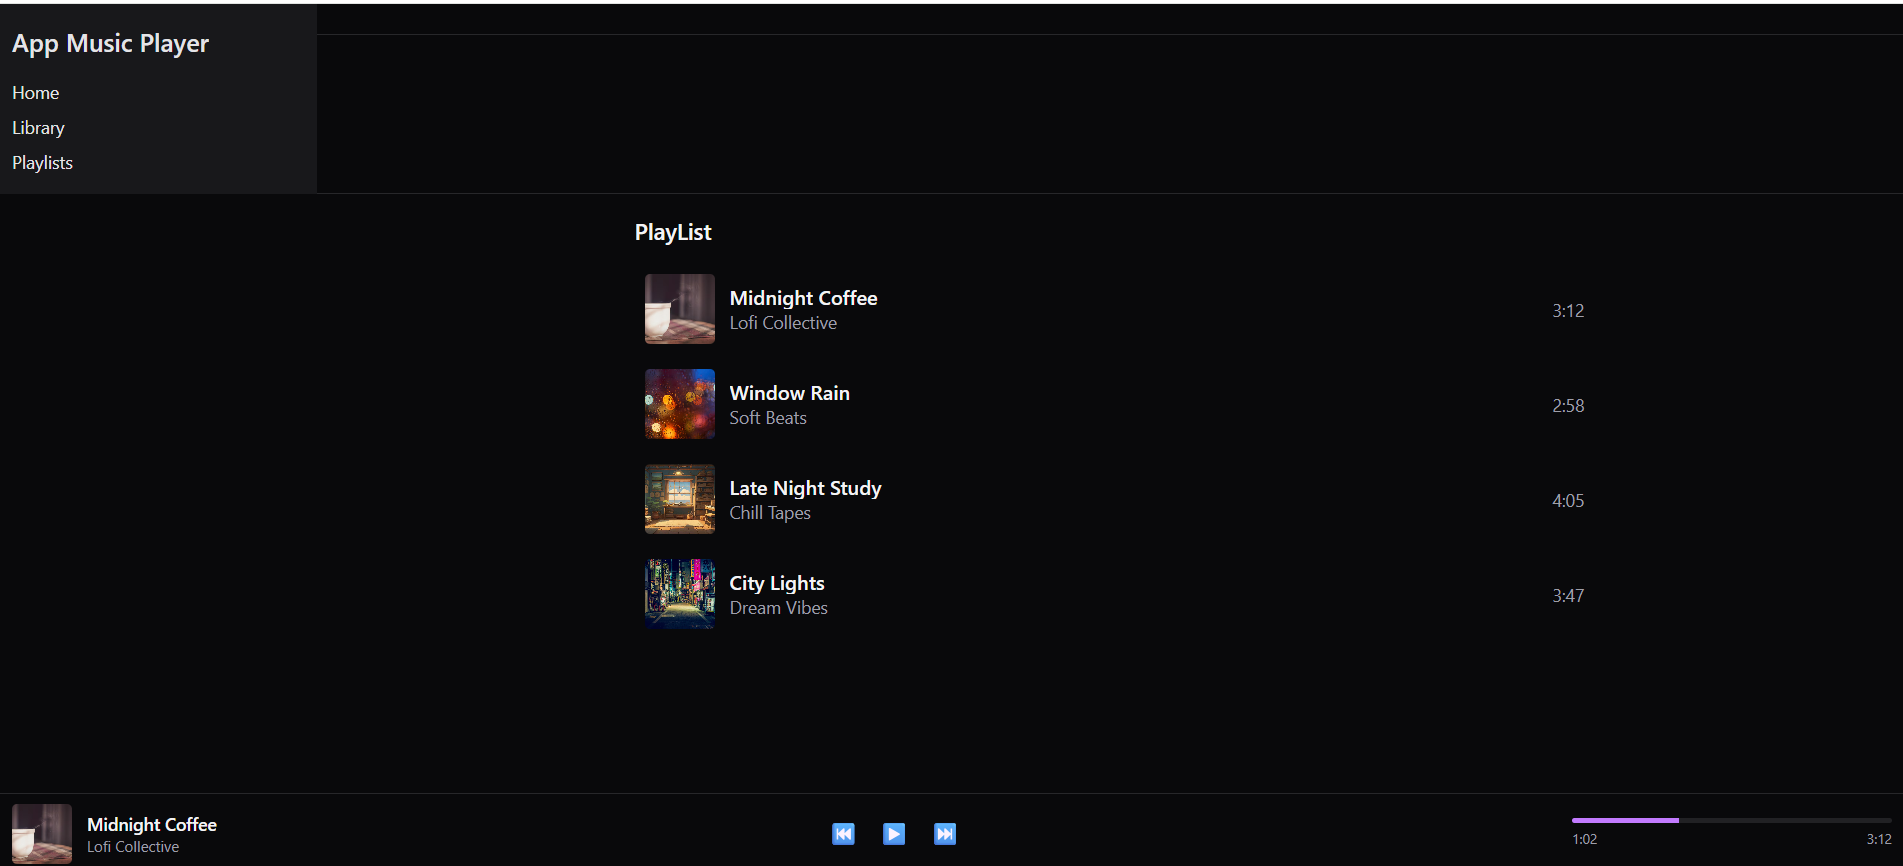 App Music Player
Home
Library
Playlists
PlayList
Midnight Coffee
Lofi Collective
3:12
Window Rain
Soft Beats
2:58
Late Night Study
Chill Tapes
4:05
City Lights
Dream Vibes
3:47
Midnight Coffee
Lofi Collective
1:02
3:12